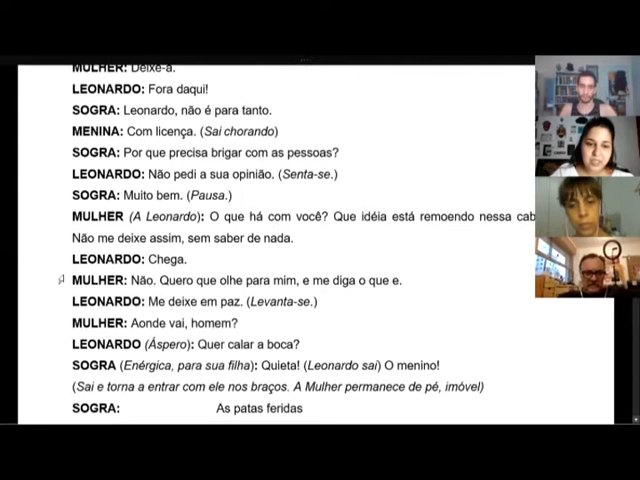 MULHER: Deixe-a.
LEONARDO: Fora daqui!
SOGRA: Leonardo, não é para tanto.
MENINA: Com licença. (Sai chorando)
SOGRA: Por que precisa brigar com as pessoas?
LEONARDO: Não pedi a sua opinião. (Senta-se.)
SOGRA: Muito bem. (Pausa.)
MULHER (A Leonardo): O que há com você? Que idéia está remoendo nessa cab
Não me deixe assim, sem saber de nada.
LEONARDO: Chega.
MULHER: Não. Quero que olhe para mim, e me diga o que e.
LEONARDO: Me deixe em paz. (Levanta-se.)
MULHER: Aonde vai, homem?
LEONARDO (Áspero): Quer calar a boca?
SOGRA (Enérgica, para sua filha): Quieta! (Leonardo sai) O menino!
(Sai e torna a entrar com ele nos braços. A Mulher permanece de pé, imóvel)
SOGRA: As patas feridas